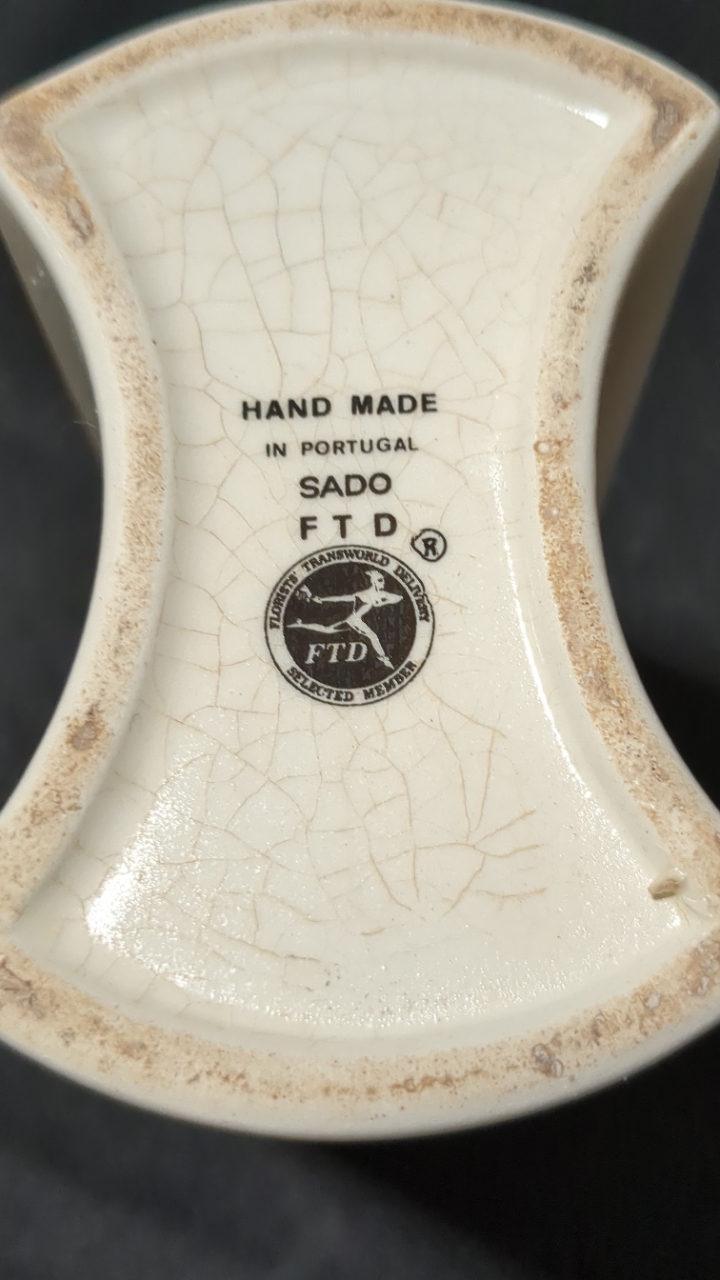 HAND MADE
IN PORTUGAL
SADO
FTD ®
FLORISTS' TRANSWORLD DELIVERY
FTD
SELECTED MEMBER